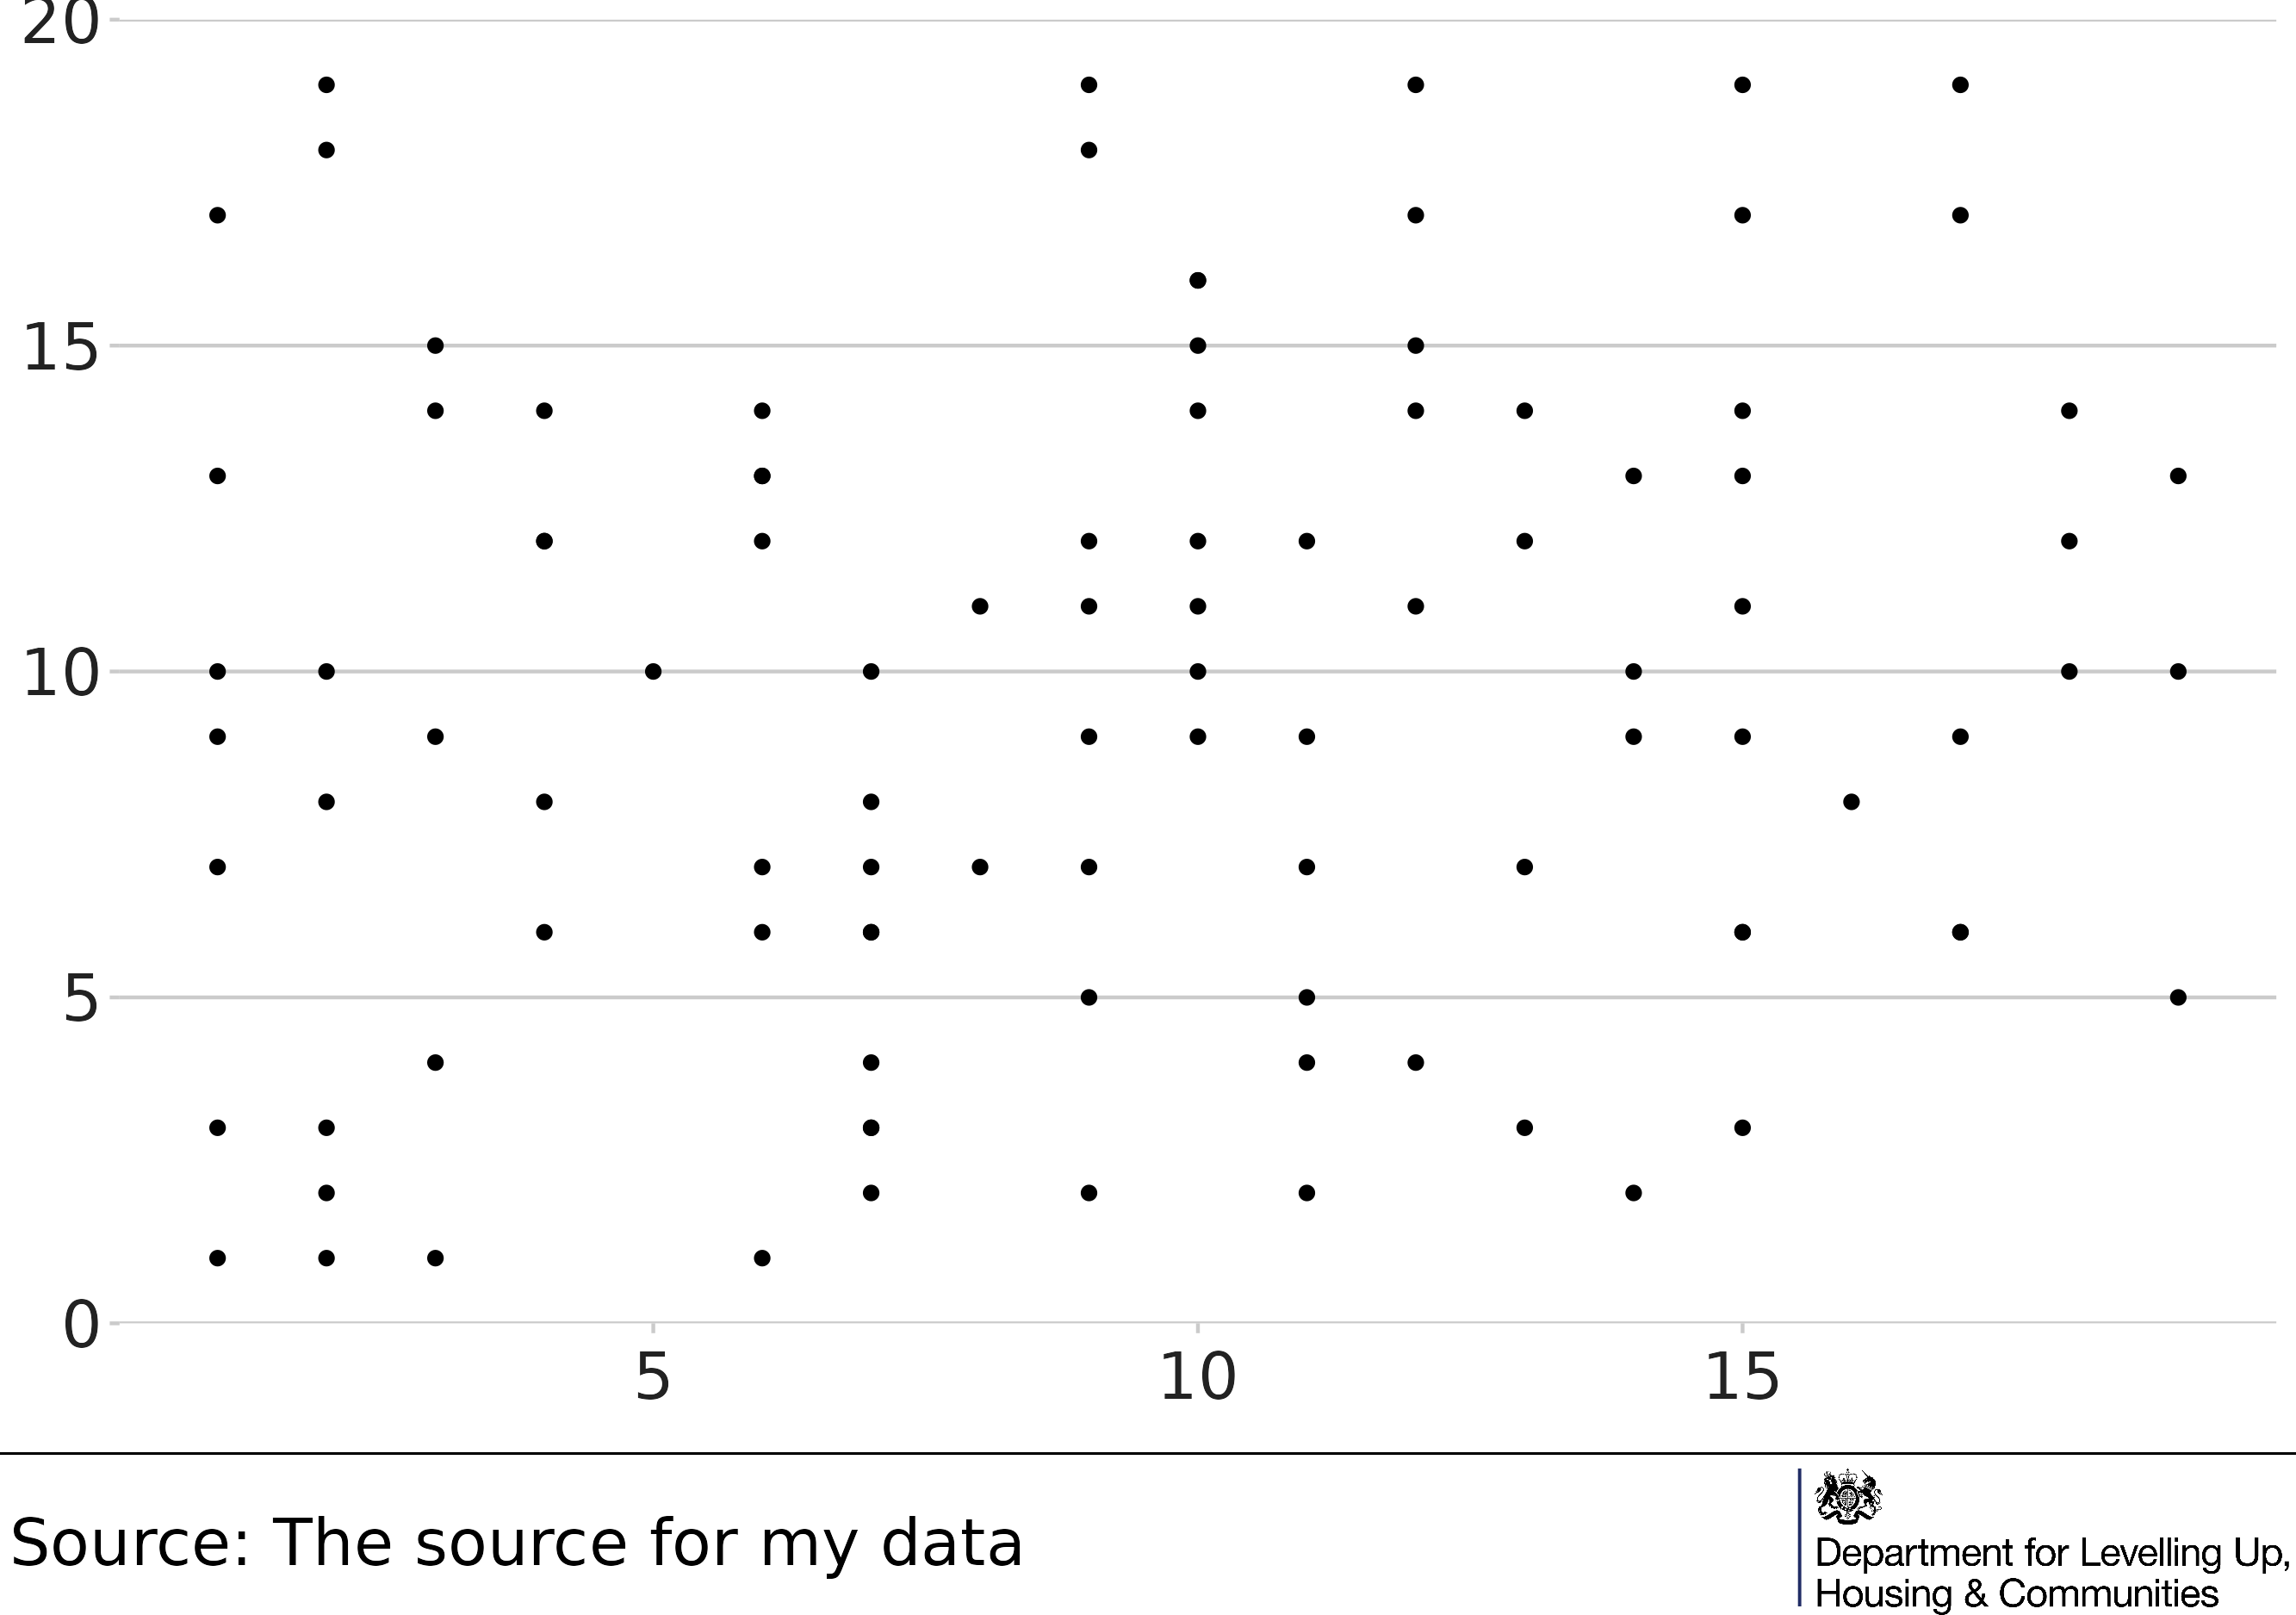 20
15
10
5
0
5 10 15
Source: The source for my data
Department for Levelling Up,
Housing & Communities